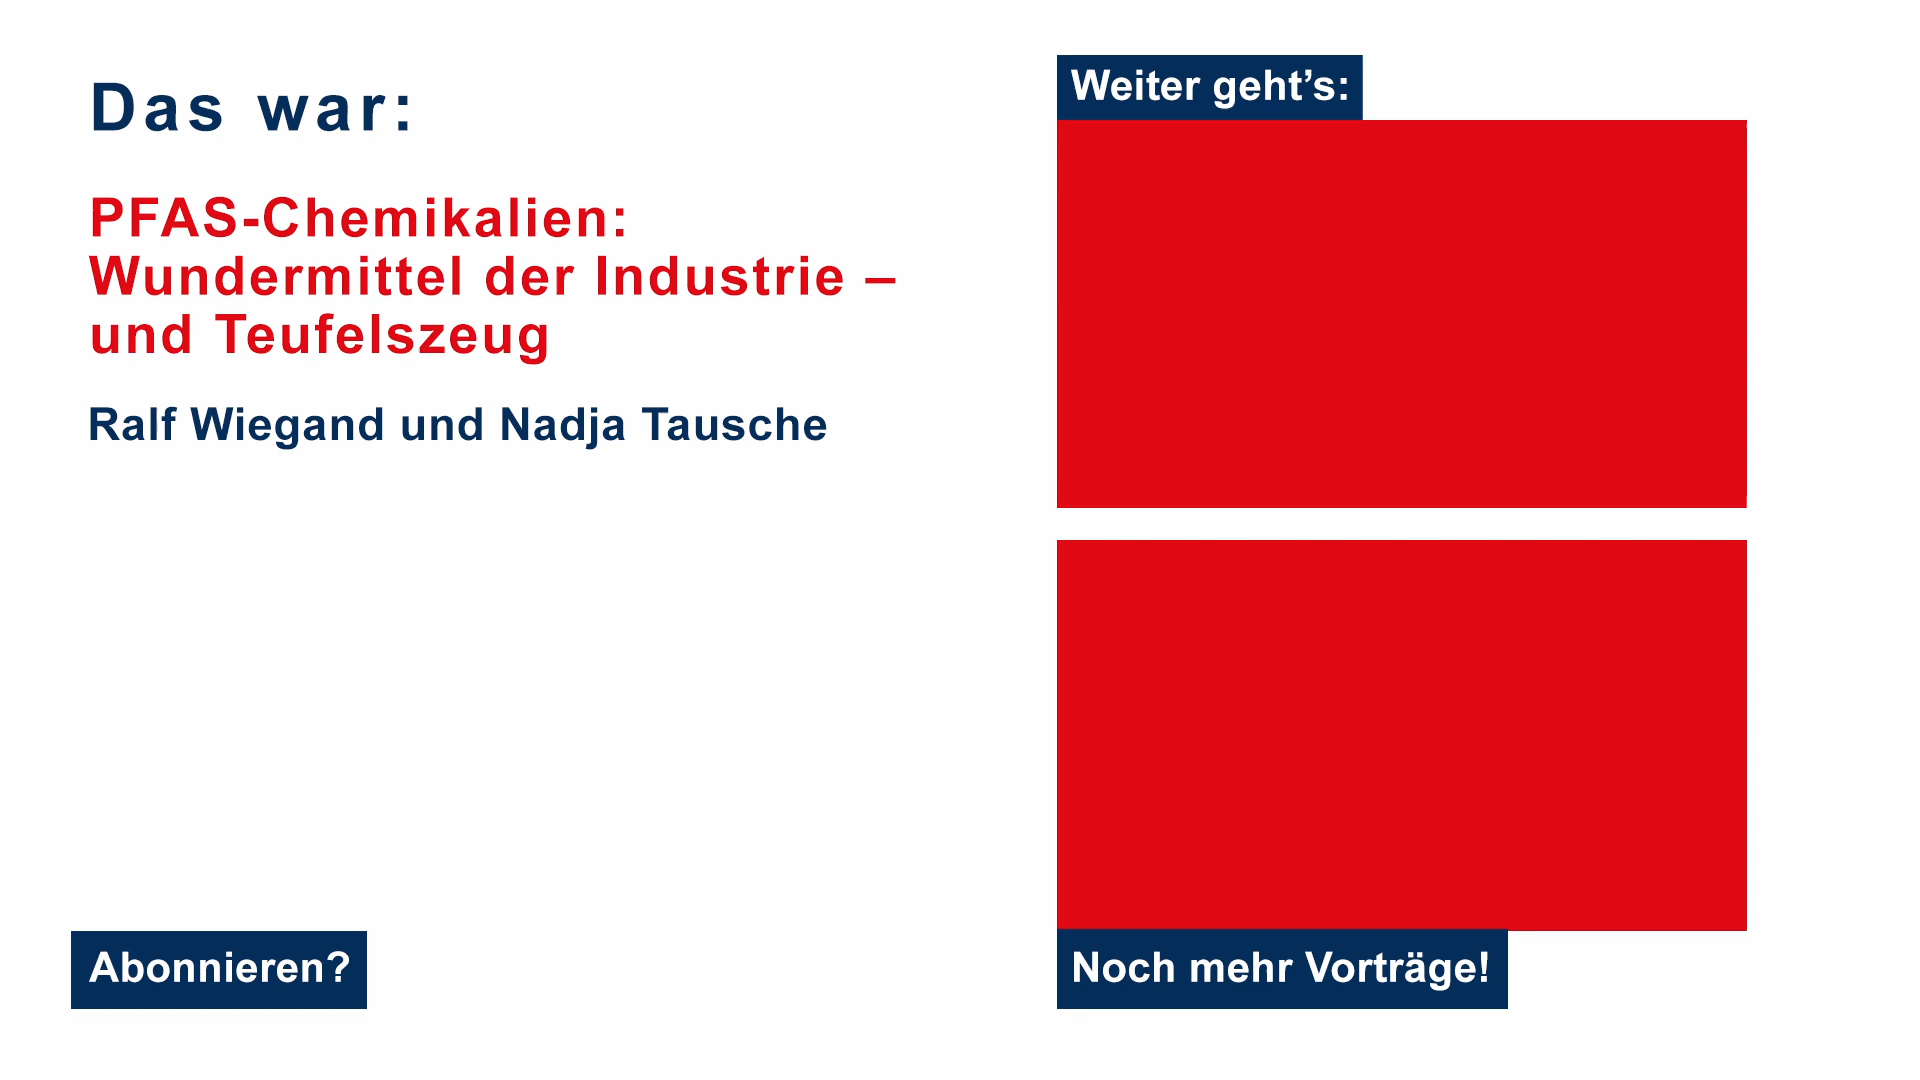 Das war:
PFAS-Chemikalien:
Wundermittel der Industrie –
und Teufelszeug
Ralf Wiegand und Nadja Tausche
Abonnieren?
Weiter geht’s:
Noch mehr Vorträge!